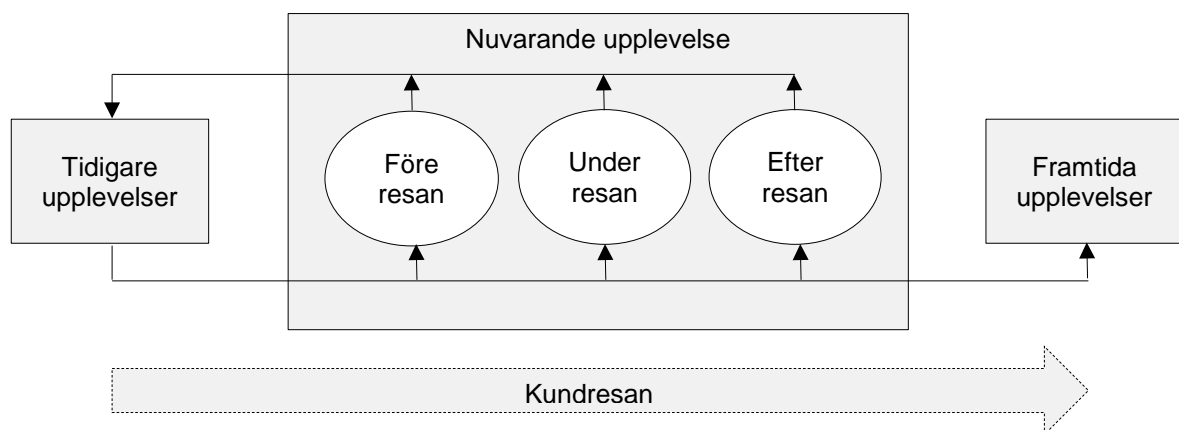 Nuvarande upplevelse
Tidigare
upplevelser
Före
resan
Under
resan
Efter
resan
Framtida
upplevelser
Kundresan